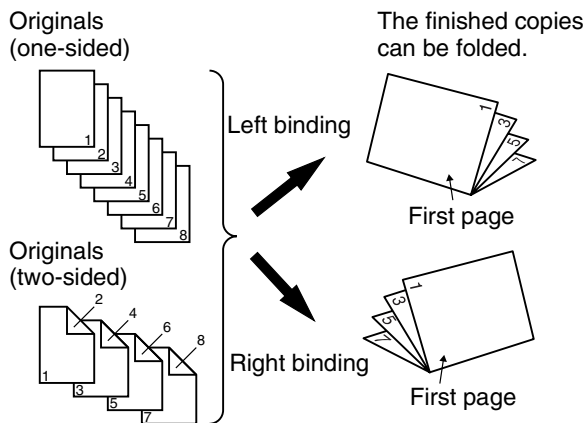 Originals
(one-sided)
1
2
3
4
5
6
7
8
Originals
(two-sided)
2
4
6
8
1
3
5
7
Left binding
Right binding
The finished copies
can be folded.
1
3
5
7
First page
1
3
5
7
First page